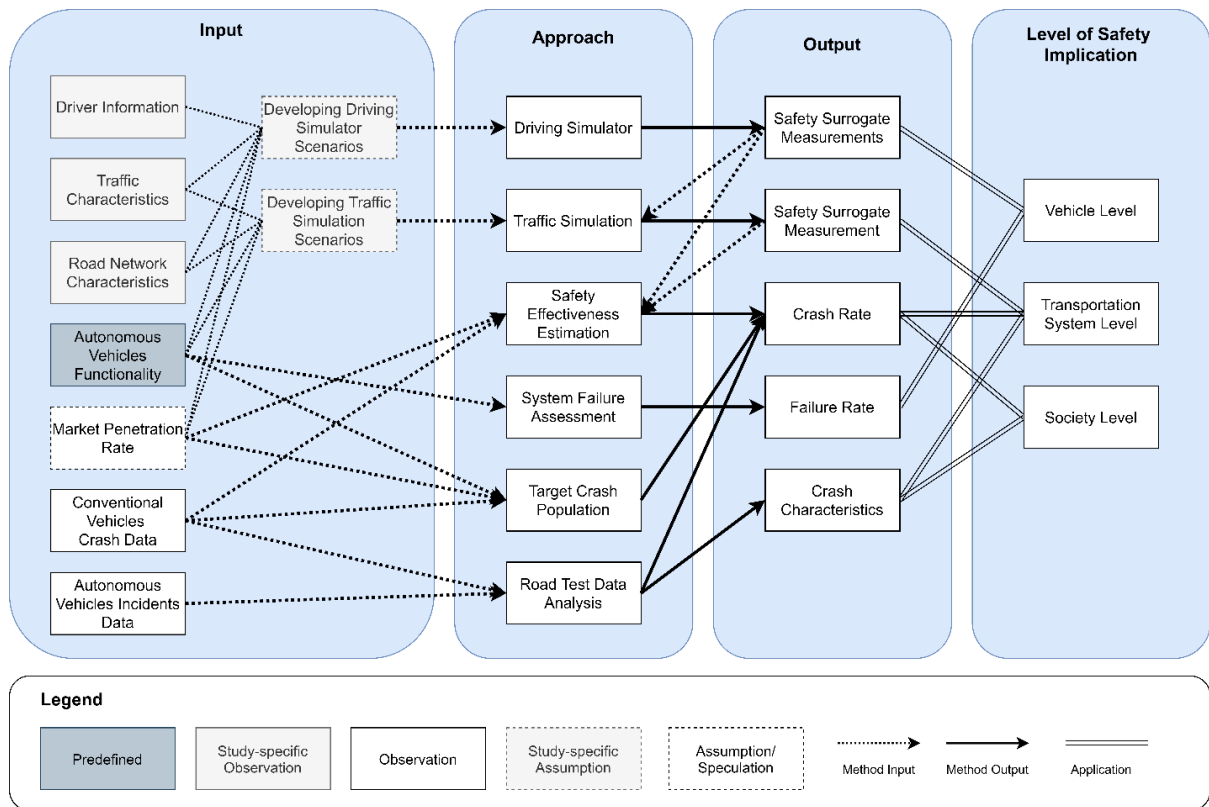 Input
Driver Information
Traffic
Characteristics
Road Network
Characteristics
Autonomous
Vehicles
Functionality
Market Penetration
Rate
Conventional
Vehicles
Crash Data
Autonomous
Vehicles Incidents
Data
Developing Driving
Simulator
Scenarios
Developing Traffic
Simulation
Scenarios
Approach
Driving Simulator
Traffic Simulation
Safety
Effectiveness
Estimation
System Failure
Assessment
Target Crash
Population
Road Test Data
Analysis
Output
Safety Surrogate
Measurements
Safety Surrogate
Measurement
Crash Rate
Failure Rate
Crash
Characteristics
Level of Safety
Implication
Vehicle Level
Transportation
System Level
Society Level
Legend
Predefined
Study-specific
Observation
Observation
Study-specific
Assumption
Assumption/
Speculation
Method Input
Method Output
Application